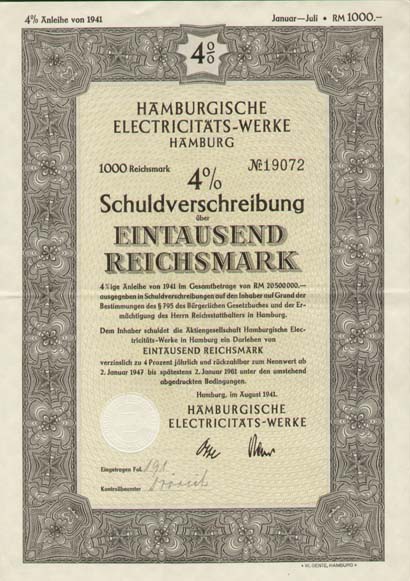 4% Anleihe von 1941
Januar—Juli • RM 1000.–
4%
HAMBURGISCHE
ELECTRICITÄTS-WERKE
HAMBURG
1000 Reichsmark
№ 19072
4%
Schuldverschreibung
über
EINTAUSEND
REICHSMARK
4%ige Anleihe von 1941 im Gesamtbetrage von RM 20500000.—
ausgegeben in Schuldverschreibungen auf den Inhaber auf Grund der
Bestimmungen des § 795 des Bürgerlichen Gesetzbuches und der Er-
mächtigung des Herrn Reichsstatthalters in Hamburg.
Dem Inhaber schuldet die Aktiengesellschaft Hamburgische Elec-
tricitäts-Werke in Hamburg ein Darlehen von
EINTAUSEND REICHSMARK
verzinslich zu 4 Prozent jährlich und rückzahlbar zum Nennwert ab
2. Januar 1947 bis spätestens 2. Januar 1961 unter den umstehend
abgedruckten Bedingungen.
Hamburg, im August 1941.
HAMBURGISCHE
ELECTRICITÄTS-WERKE
Eingetragen Fol. 191
Kontrollbeamter
• W. GENTE, HAMBURG •